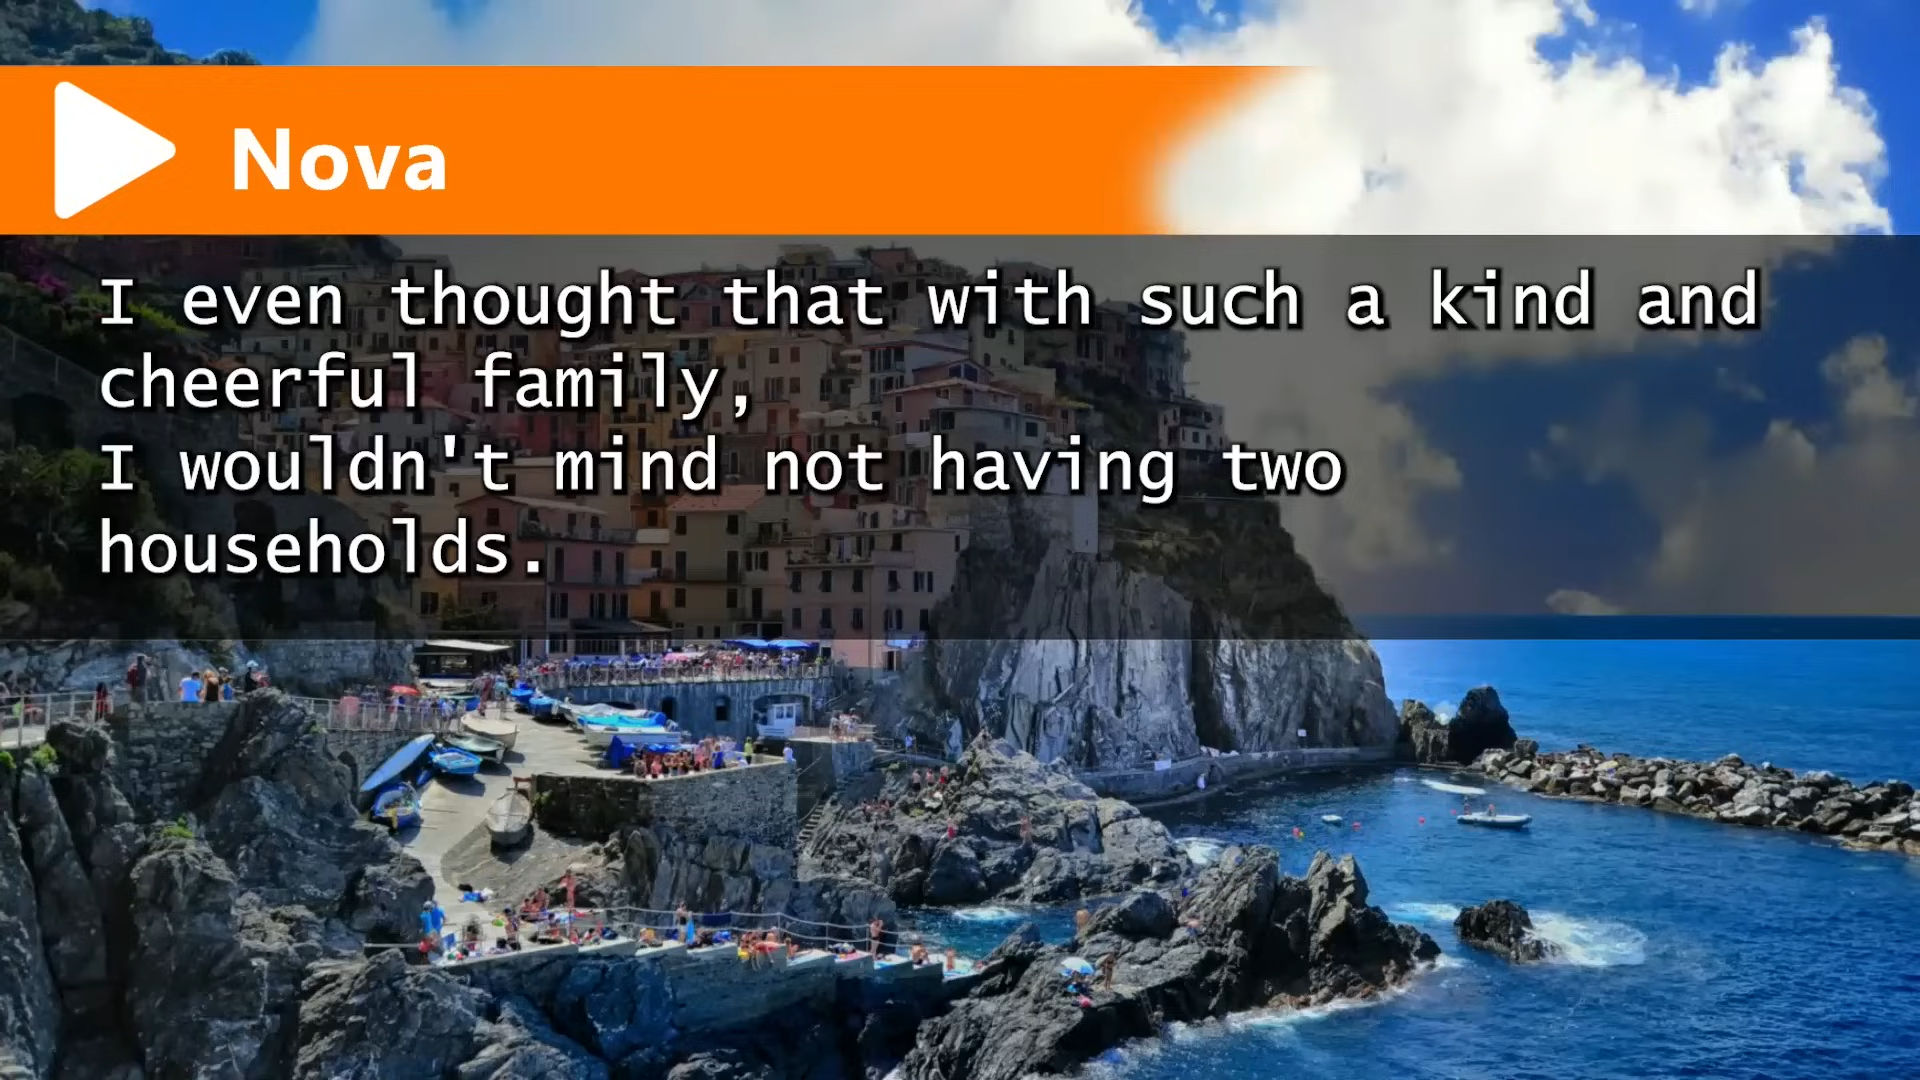 Nova
I even thought that with such a kind and
cheerful family,
I wouldn't mind not having two
households.